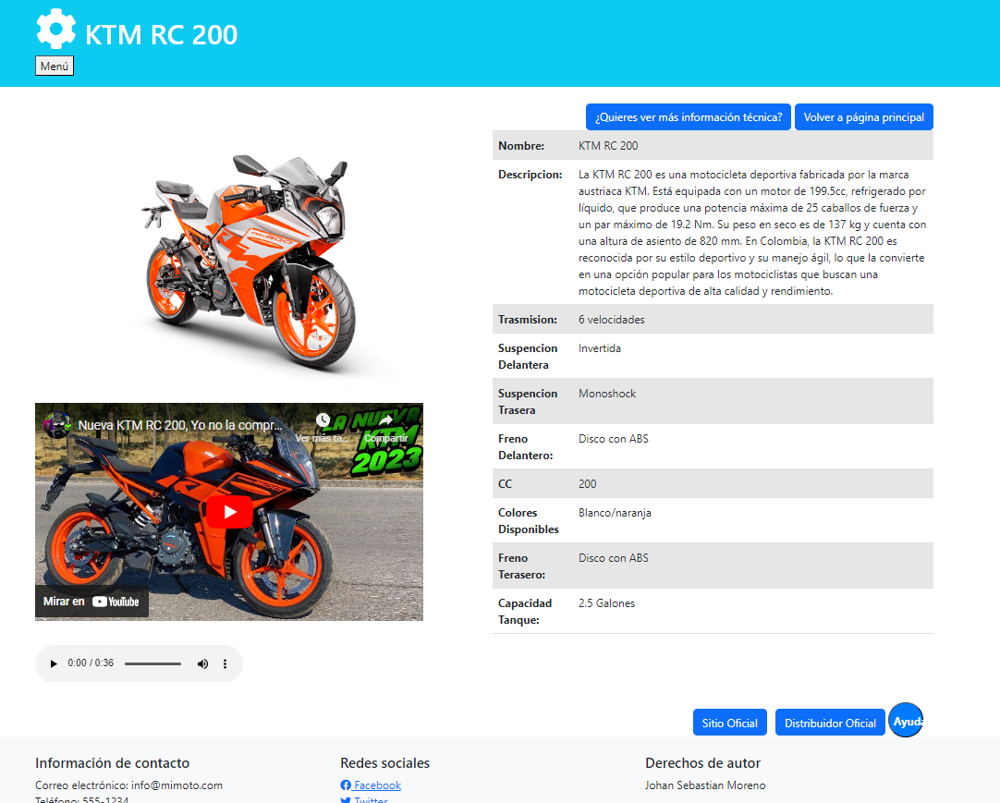 KTM RC 200
Menú
¿Quieres ver más información técnica?
Volver a página principal
Nombre: KTM RC 200
Descripcion: La KTM RC 200 es una motocicleta deportiva fabricada por la marca
austriaca KTM. Está equipada con un motor de 199.5cc, refrigerado por
líquido, que produce una potencia máxima de 25 caballos de fuerza y
un par máximo de 19.2 Nm. Su peso en seco es de 137 kg y cuenta con
una altura de asiento de 820 mm. En Colombia, la KTM RC 200 es
reconocida por su estilo deportivo y su manejo ágil, lo que la convierte
en una opción popular para los motociclistas que buscan una
motocicleta deportiva de alta calidad y rendimiento.
Trasmision: 6 velocidades
Suspencion Invertida
Delantera
Suspencion Monoshock
Trasera
Freno Disco con ABS
Delantero:
CC 200
Colores Blanco/naranja
Disponibles
Freno Disco con ABS
Terasero:
Capacidad 2.5 Galones
Tanque:
Nueva KTM RC 200, Yo no la compr...
Ver más ta...
Compartir
LA NUEVA
KTM
2023
Mirar en YouTube
0:00 / 0:36
Sitio Oficial
Distribuidor Oficial
Ayuda
Información de contacto
Correo electrónico: info@mimoto.com
Teléfono: 555-1234
Redes sociales
Facebook
Twitter
Derechos de autor
Johan Sebastian Moreno